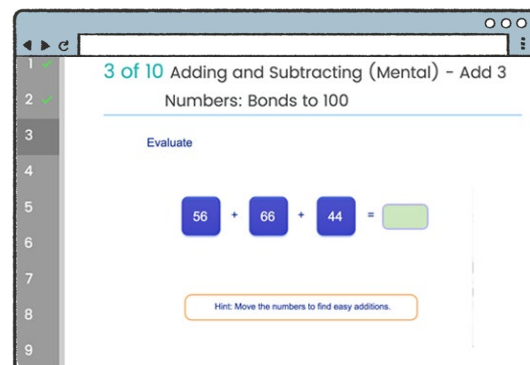 1
2
3
4
5
6
7
8
9
3 of 10 Adding and Subtracting (Mental) - Add 3
Numbers: Bonds to 100
Evaluate
56 + 66 + 44 =
Hint: Move the numbers to find easy additions.